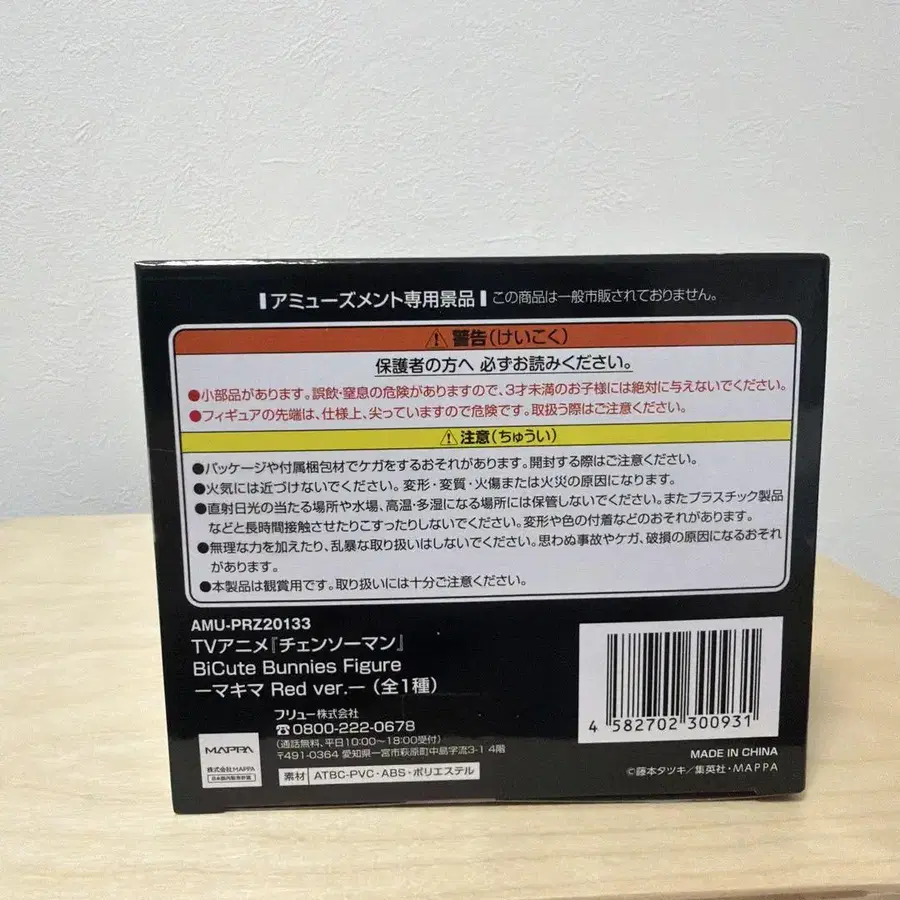 アミューズメント専用景品 この商品は一般市販されておりません。
⚠警告(けいこく)
保護者の方へ 必ずお読みください。
●小部品があります。誤飲・窒息の危険がありますので、3才未満のお子様には絶対に与えないでください。
●フィギュアの先端は、仕様上、尖っていますので危険です。取扱う際はご注意ください。
⚠注意(ちゅうい)
●パッケージや付属梱包材でケガをするおそれがあります。開封する際はご注意ください。
●火気には近づけないでください。変形・変質・火傷または火災の原因になります。
●直射日光の当たる場所や水場、高温・多湿になる場所には保管しないでください。またプラスチック製品
などと長時間接触させたりこすったりしないでください。変形や色の付着などのおそれがあります。
●無理な力を加えたり、乱暴な取り扱いはしないでください。思わぬ事故やケガ、破損の原因になるおそれ
があります。
●本製品は観賞用です。取り扱いには十分ご注意ください。
AMU-PRZ20133
TVアニメ『チェンソーマン』
BiCute Bunnies Figure
ーマキマ Red ver.ー(全1種)
フリュー株式会社
☎0800-222-0678
(通話無料、平日10:00~18:00受付)
〒491-0364 愛知県一宮市萩原町中島字流3-1 4階
素材 ATBC-PVC・ABS・ポリエステル
MAPPA
株式会社MAPPA
日本国内販売許諾
4 582702 300931
MADE IN CHINA
©藤本タツキ/集英社・MAPPA